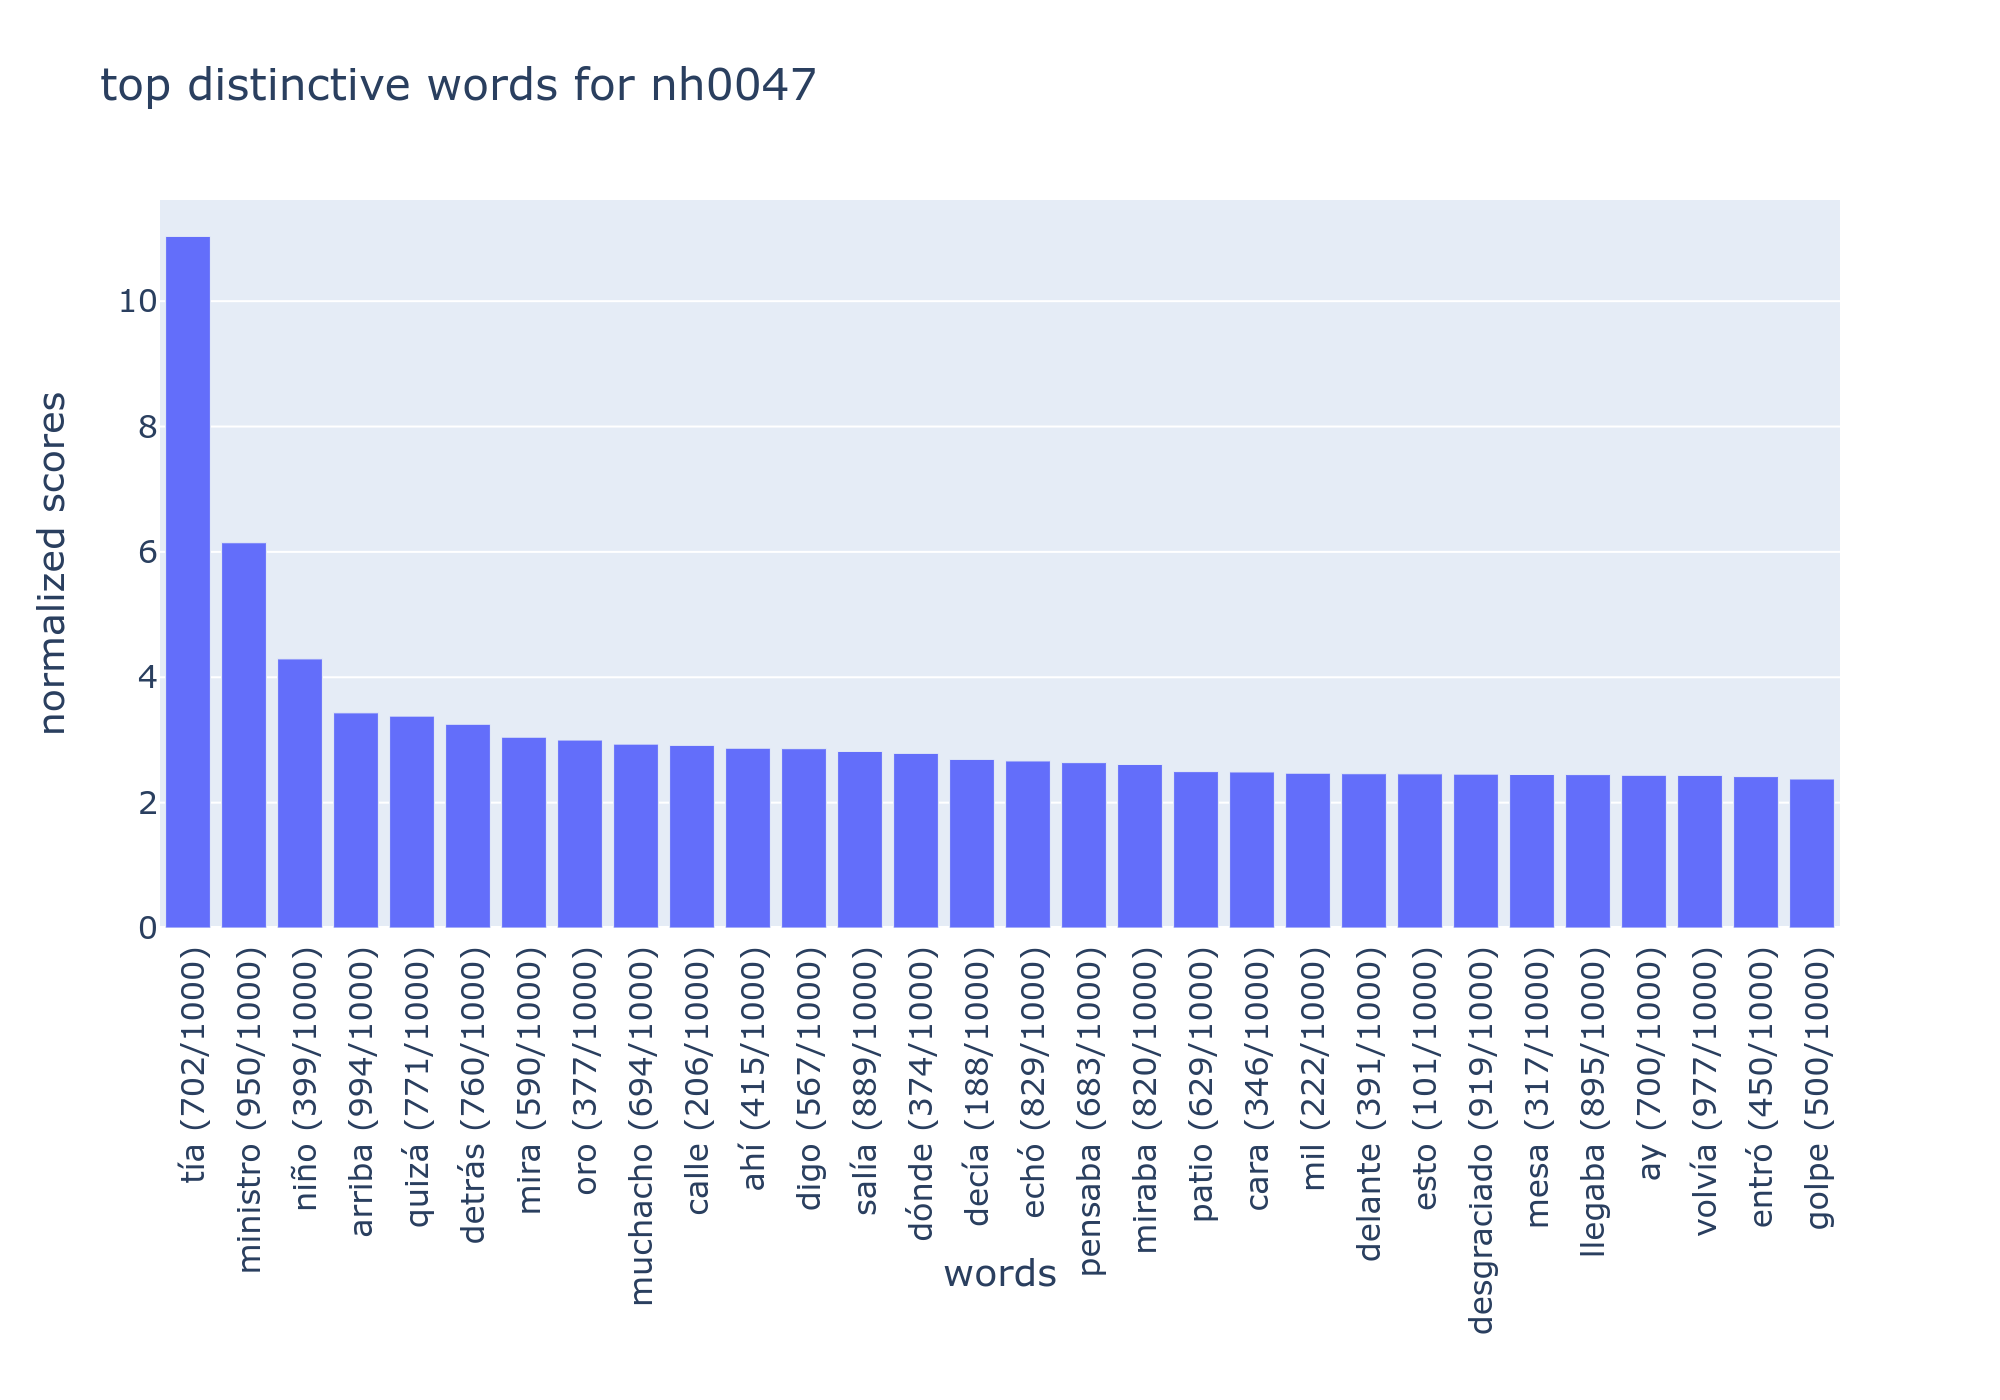 top distinctive words for nh0047
normalized scores
10
8
6
4
2
0
tía (702/1000)
ministro (950/1000)
niño (399/1000)
arriba (994/1000)
quizá (771/1000)
detrás (760/1000)
mira (590/1000)
oro (377/1000)
muchacho (694/1000)
calle (206/1000)
ahí (415/1000)
digo (567/1000)
salía (889/1000)
dónde (374/1000)
decía (188/1000)
echó (829/1000)
pensaba (683/1000)
miraba (820/1000)
patio (629/1000)
cara (346/1000)
mil (222/1000)
delante (391/1000)
esto (101/1000)
desgraciado (919/1000)
mesa (317/1000)
llegaba (895/1000)
ay (700/1000)
volvía (977/1000)
entró (450/1000)
golpe (500/1000)
words